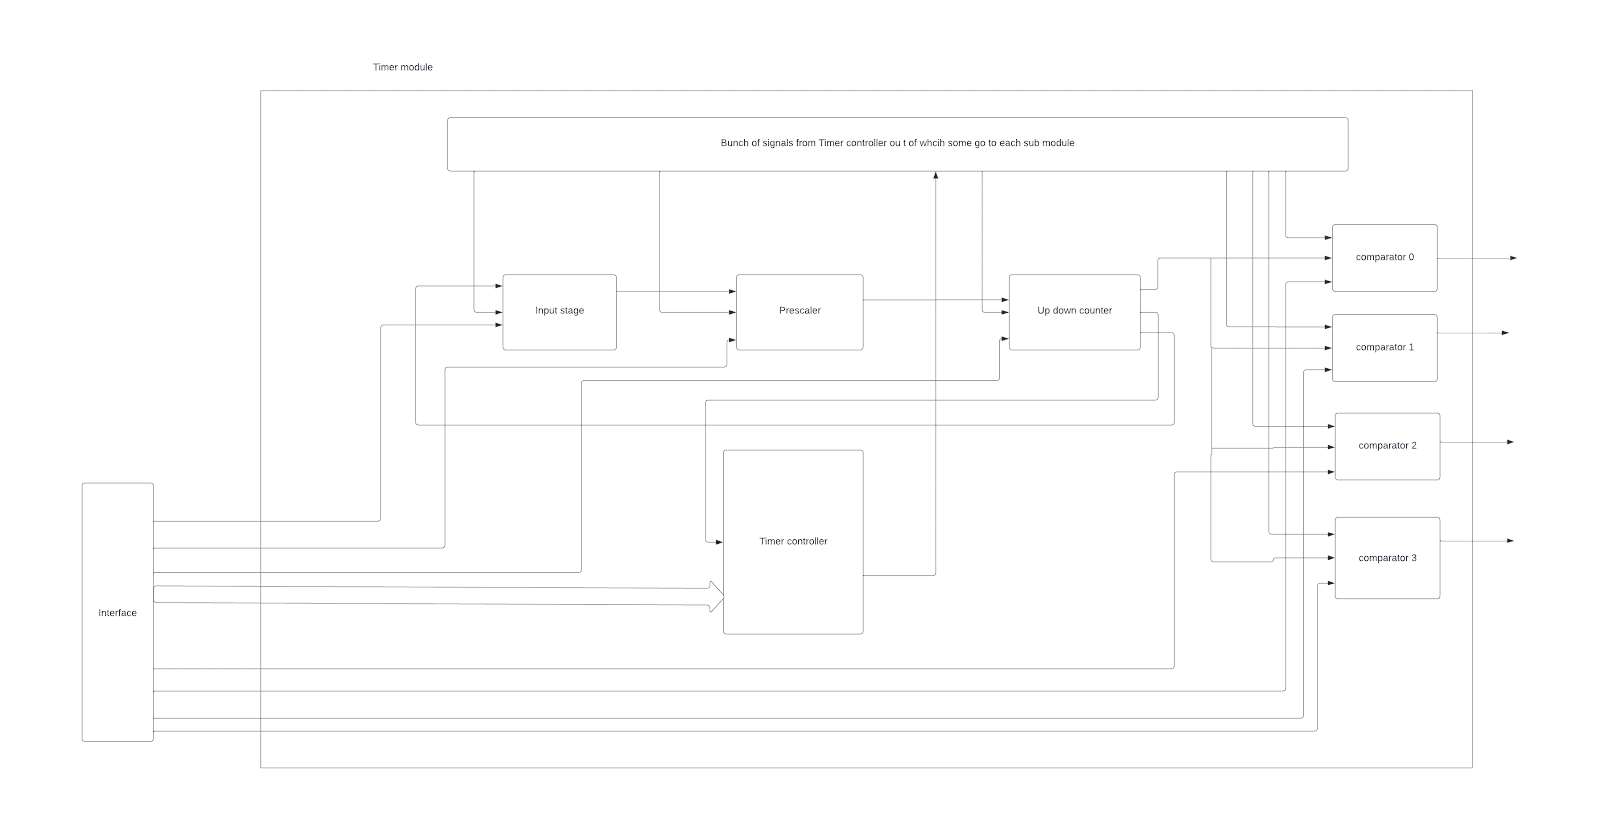 Timer module
Bunch of signals from Timer controller ou t of whcih some go to each sub module
comparator 0
Input stage
Prescaler
Up down counter
comparator 1
comparator 2
Timer controller
comparator 3
Interface